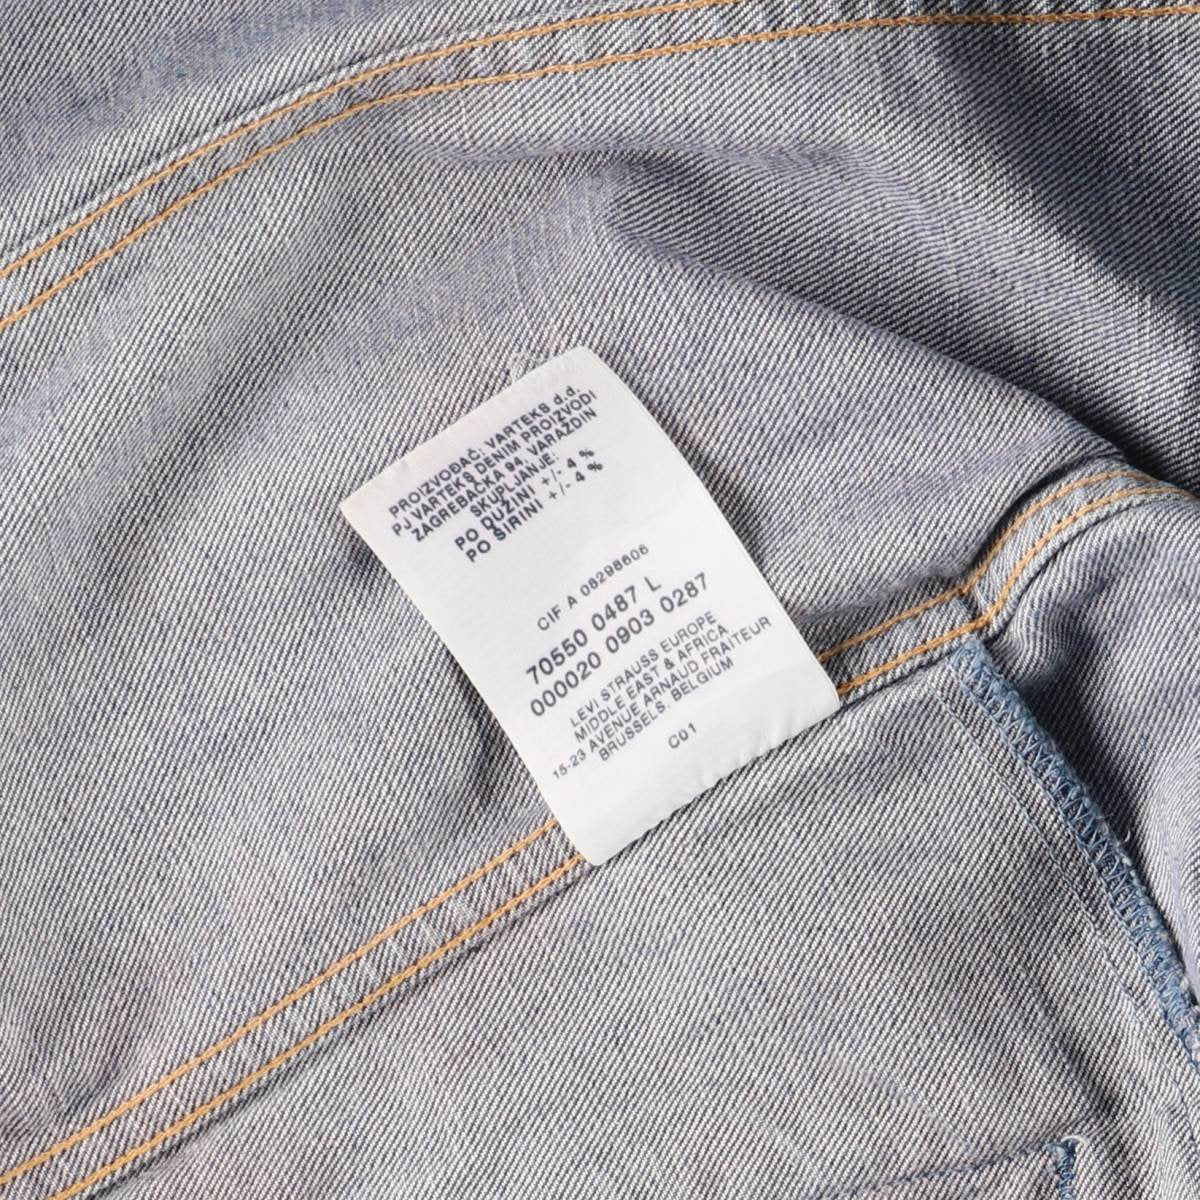 PROIZVOĐAČ: VARTEKS d.d.
PJ VARTEKS DENIM PROIZVODI
ZAGREBAČKA 94, VARAŽDIN
SKUPLJANJE:
PO DUŽINI +/- 4 %
PO ŠIRINI +/- 4 %
CIF A 08298606
70550 0487 L
000020 0903 0287
LEVI STRAUSS EUROPE
MIDDLE EAST & AFRICA
15-23 AVENUE ARNAUD FRAITEUR
BRUSSELS, BELGIUM
C01